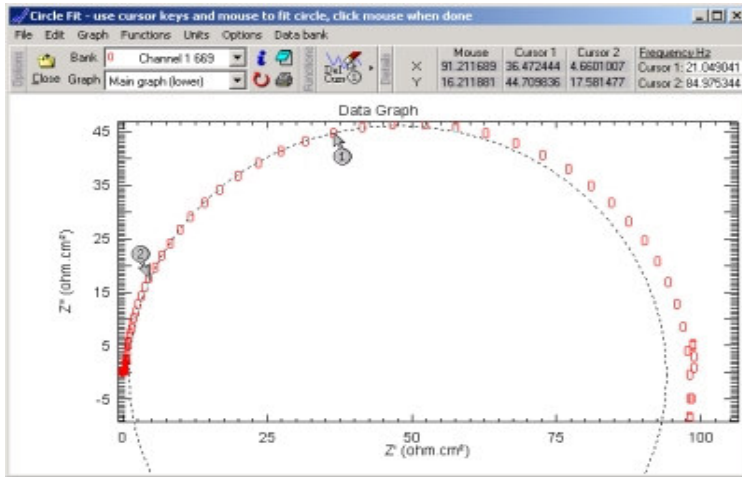 Circle Fit - use cursor keys and mouse to fit circle, click mouse when done
File Edit Graph Functions Units Options Data bank
Options
Close
Bank 0 Channel 1 669
Graph Main graph (lower)
Functions
Details
Mouse Cursor 1 Cursor 2 Frequency Hz
X 91.211689 36.472444 4.6601007 Cursor 1: 21.049041
Y 16.211881 44.709836 17.581477 Cursor 2: 84.975344
Data Graph
45
35
25
15
5
-5
Z'' (ohm.cm²)
1
2
0 25 50 75 100
Z' (ohm.cm²)